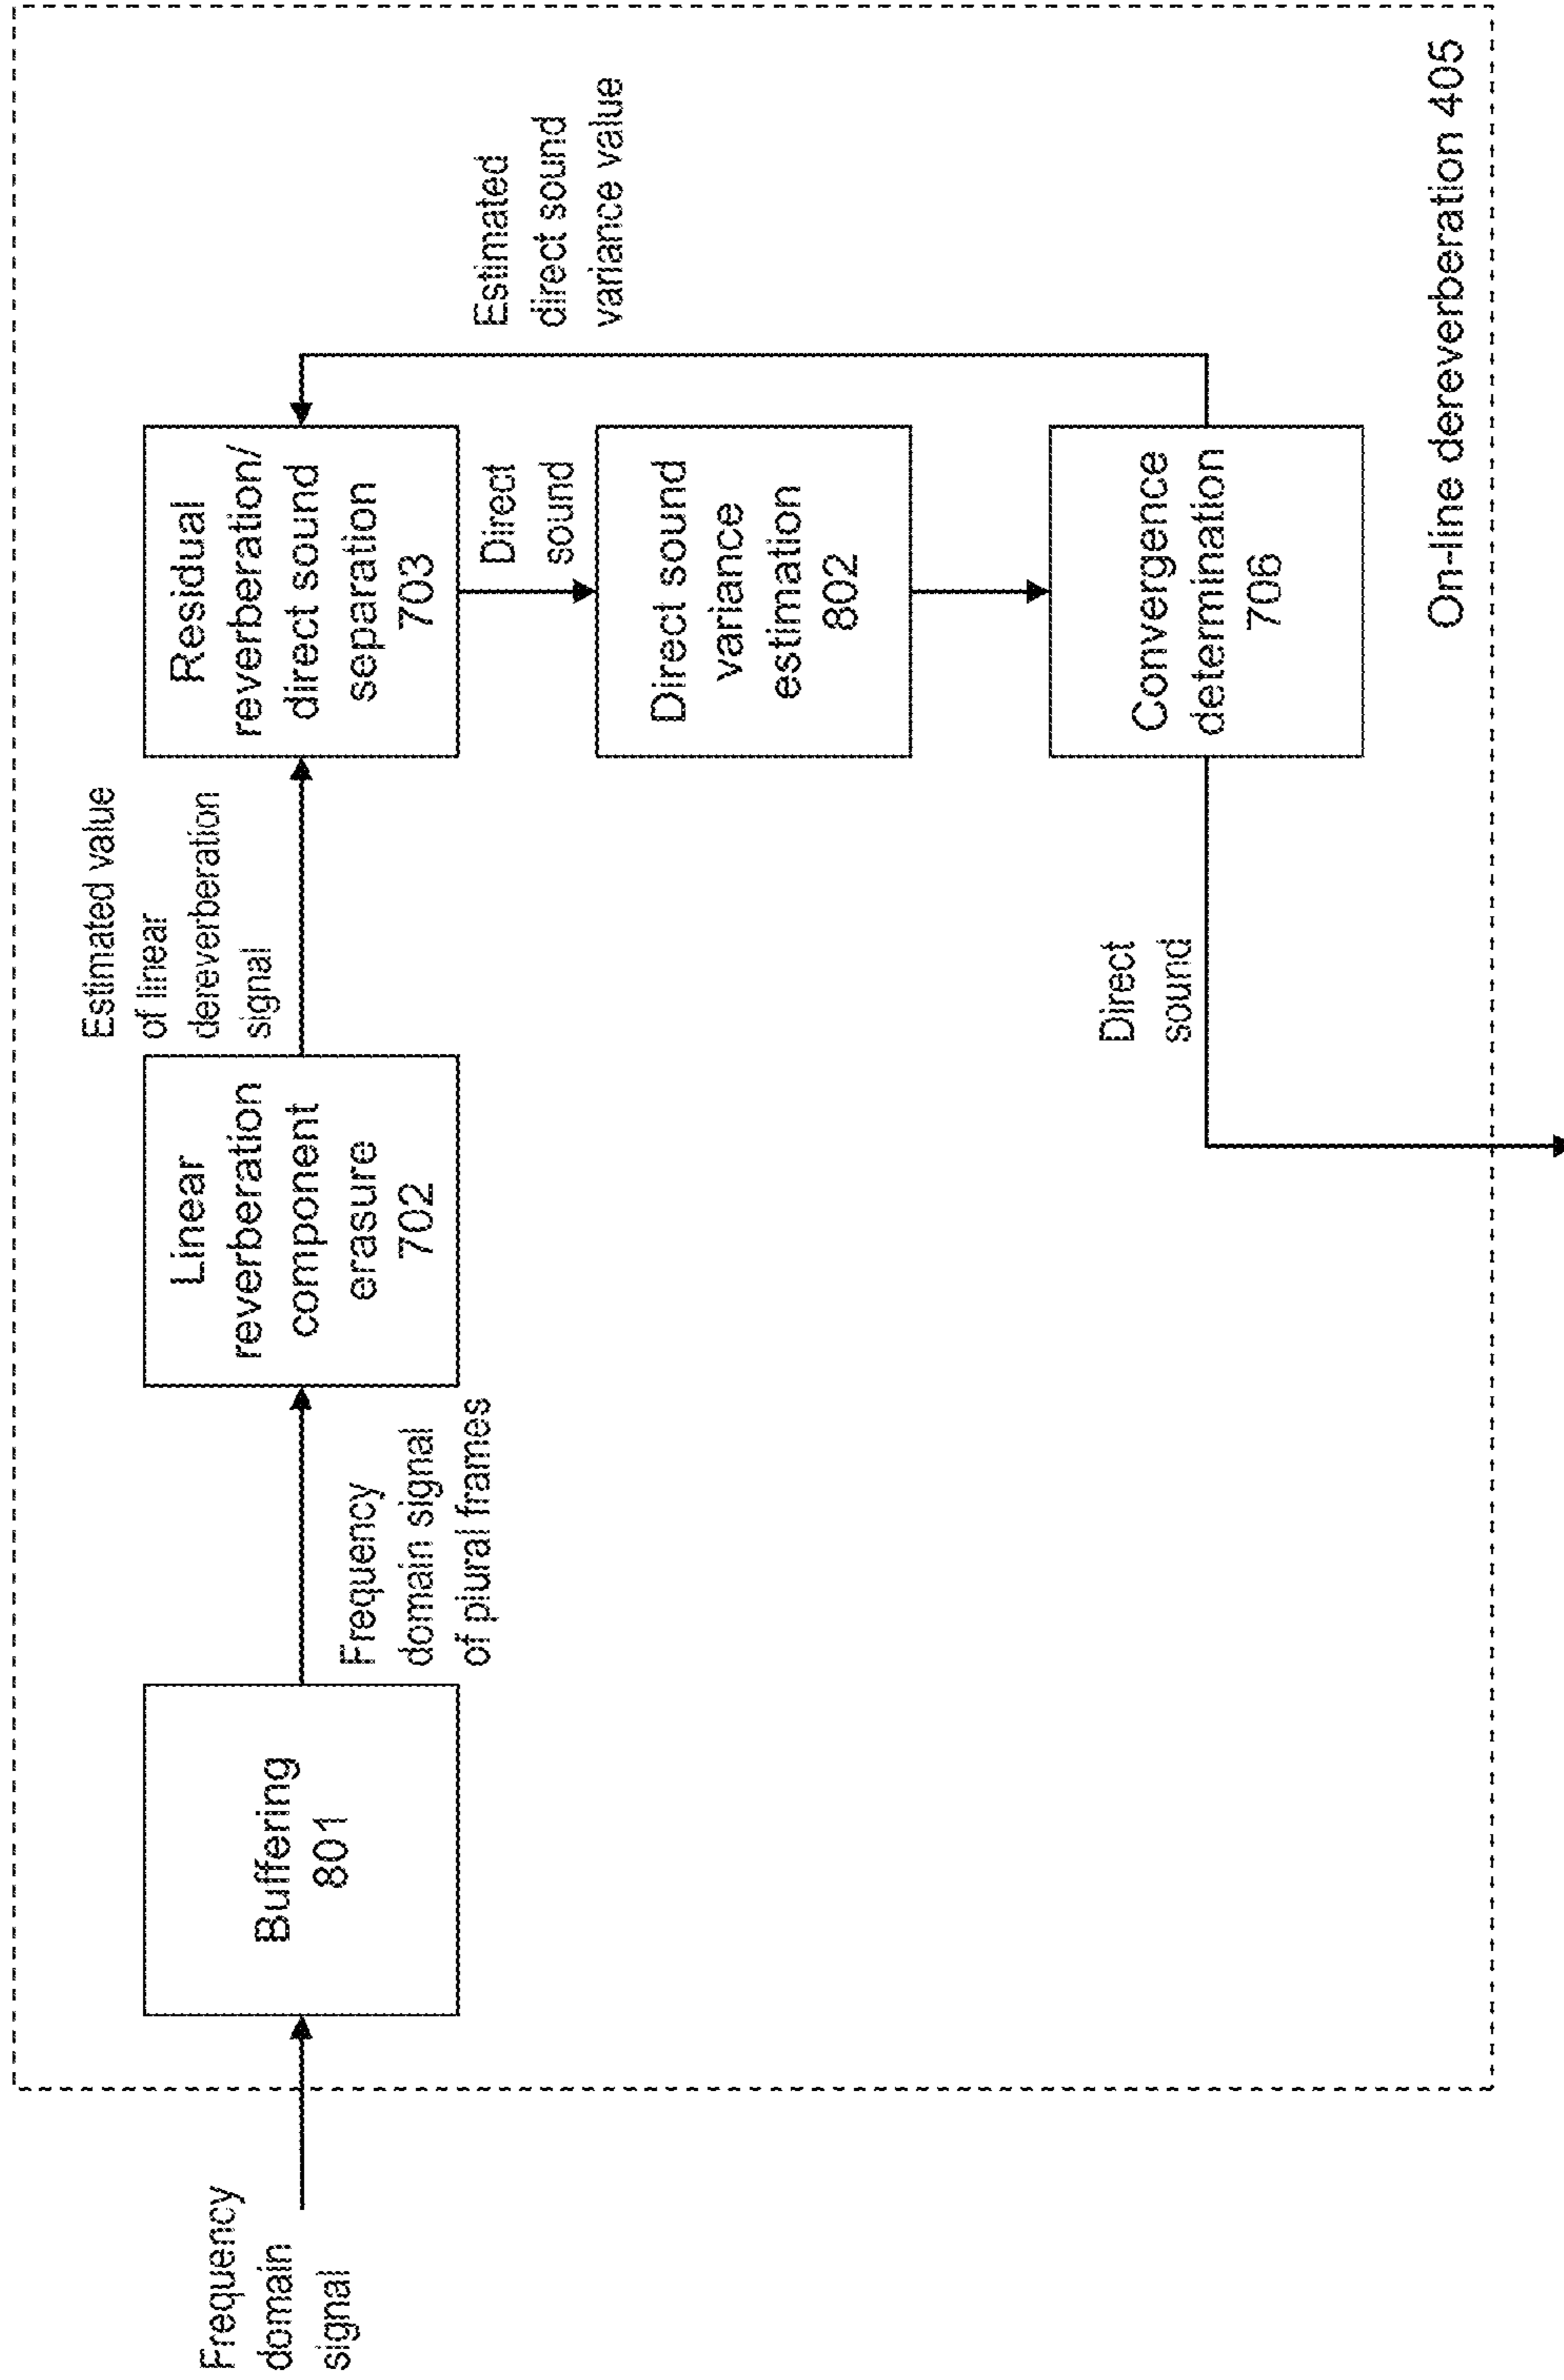 Frequency
domain
signal
Buffering
801
Frequency
domain signal
of plural frames
Linear
reverberation
component
erasure
702
Estimated value
of linear
dereverberation
signal
Residual
reverberation/
direct sound
separation
703
Direct
sound
Direct sound
variance
estimation
802
Estimated
direct sound
variance value
Convergence
determination
706
Direct
sound
On-line dereverberation 405